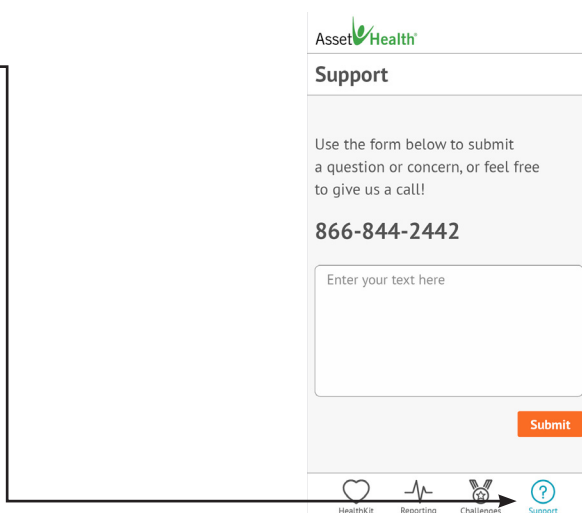 AssetHealth®
Support
Use the form below to submit
a question or concern, or feel free
to give us a call!
866-844-2442
Enter your text here
Submit
HealthKit Reporting Challenges Support